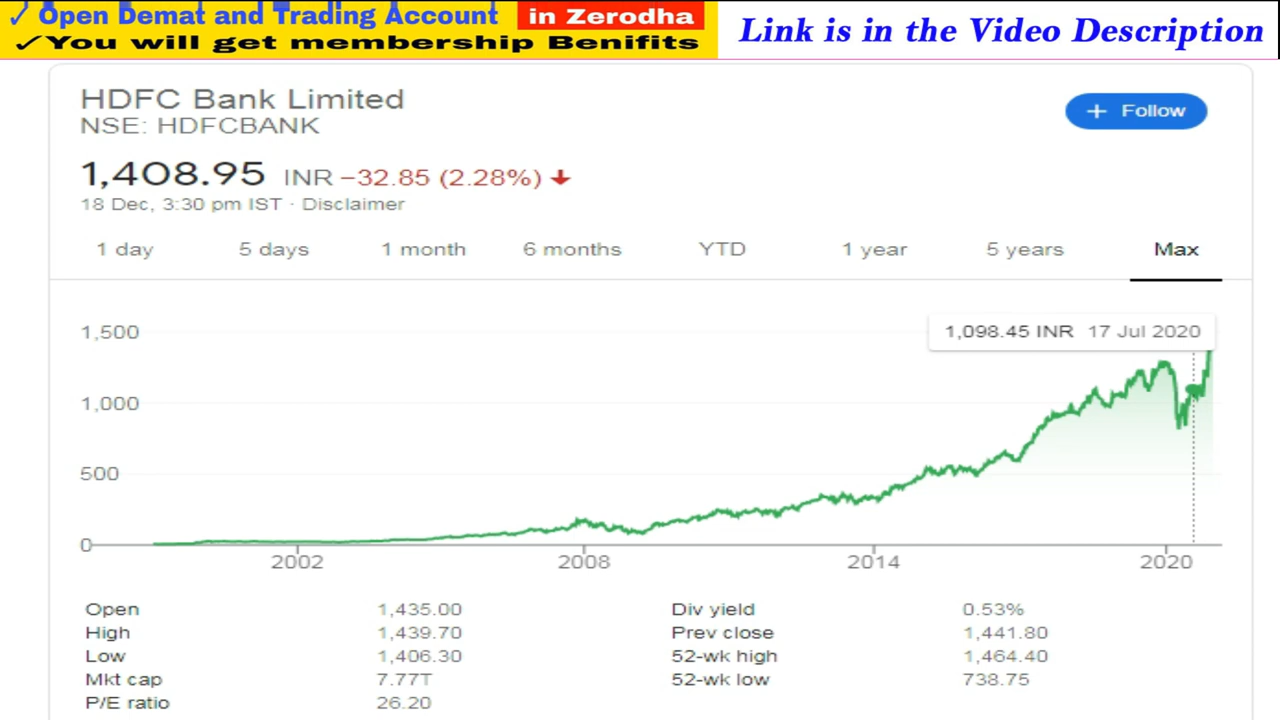 ✓ Open Demat and Trading Account in Zerodha
✓You will get membership Benifits
Link is in the Video Description
HDFC Bank Limited
NSE: HDFCBANK
+ Follow
1,408.95 INR −32.85 (2.28%) ↓
18 Dec, 3:30 pm IST · Disclaimer
1 day 5 days 1 month 6 months YTD 1 year 5 years Max
1,098.45 INR 17 Jul 2020
1,500
1,000
500
0
2002 2008 2014 2020
Open 1,435.00 Div yield 0.53%
High 1,439.70 Prev close 1,441.80
Low 1,406.30 52-wk high 1,464.40
Mkt cap 7.77T 52-wk low 738.75
P/E ratio 26.20